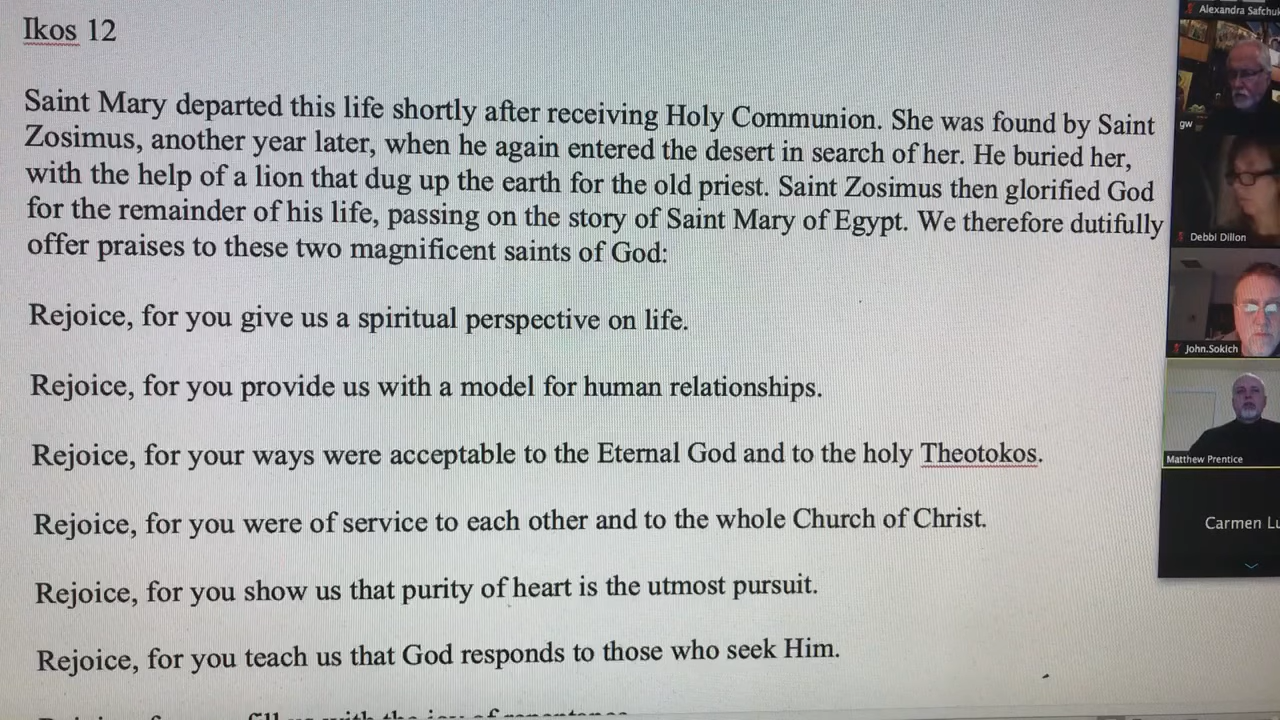 Ikos 12
Saint Mary departed this life shortly after receiving Holy Communion. She was found by Saint
Zosimus, another year later, when he again entered the desert in search of her. He buried her,
with the help of a lion that dug up the earth for the old priest. Saint Zosimus then glorified God
for the remainder of his life, passing on the story of Saint Mary of Egypt. We therefore dutifully
offer praises to these two magnificent saints of God:
Rejoice, for you give us a spiritual perspective on life.
Rejoice, for you provide us with a model for human relationships.
Rejoice, for your ways were acceptable to the Eternal God and to the holy Theotokos.
Rejoice, for you were of service to each other and to the whole Church of Christ.
Rejoice, for you show us that purity of heart is the utmost pursuit.
Rejoice, for you teach us that God responds to those who seek Him.
Alexandra Safchuk
gw
Debbi Dillon
John.Sokich
Matthew Prentice
Carmen